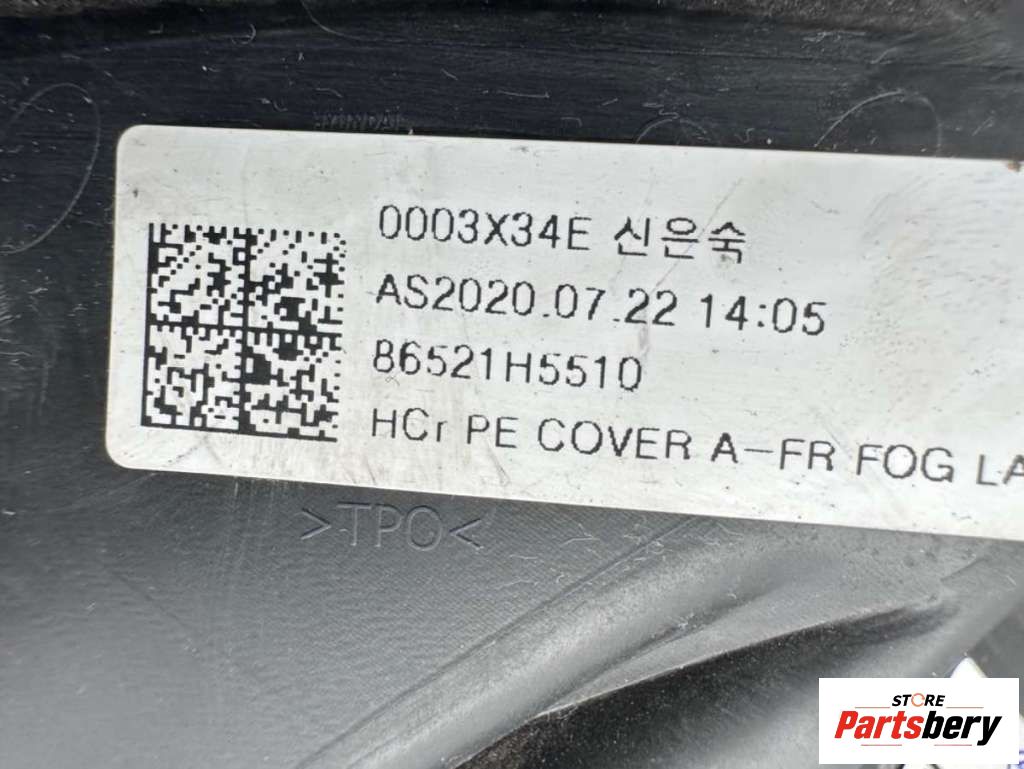 HYUNDAI
0003X34E 신은숙
AS2020.07.22 14:05
86521H5510
HCr PE COVER A-FR FOG LA
>TPO<
STORE
Partsbery